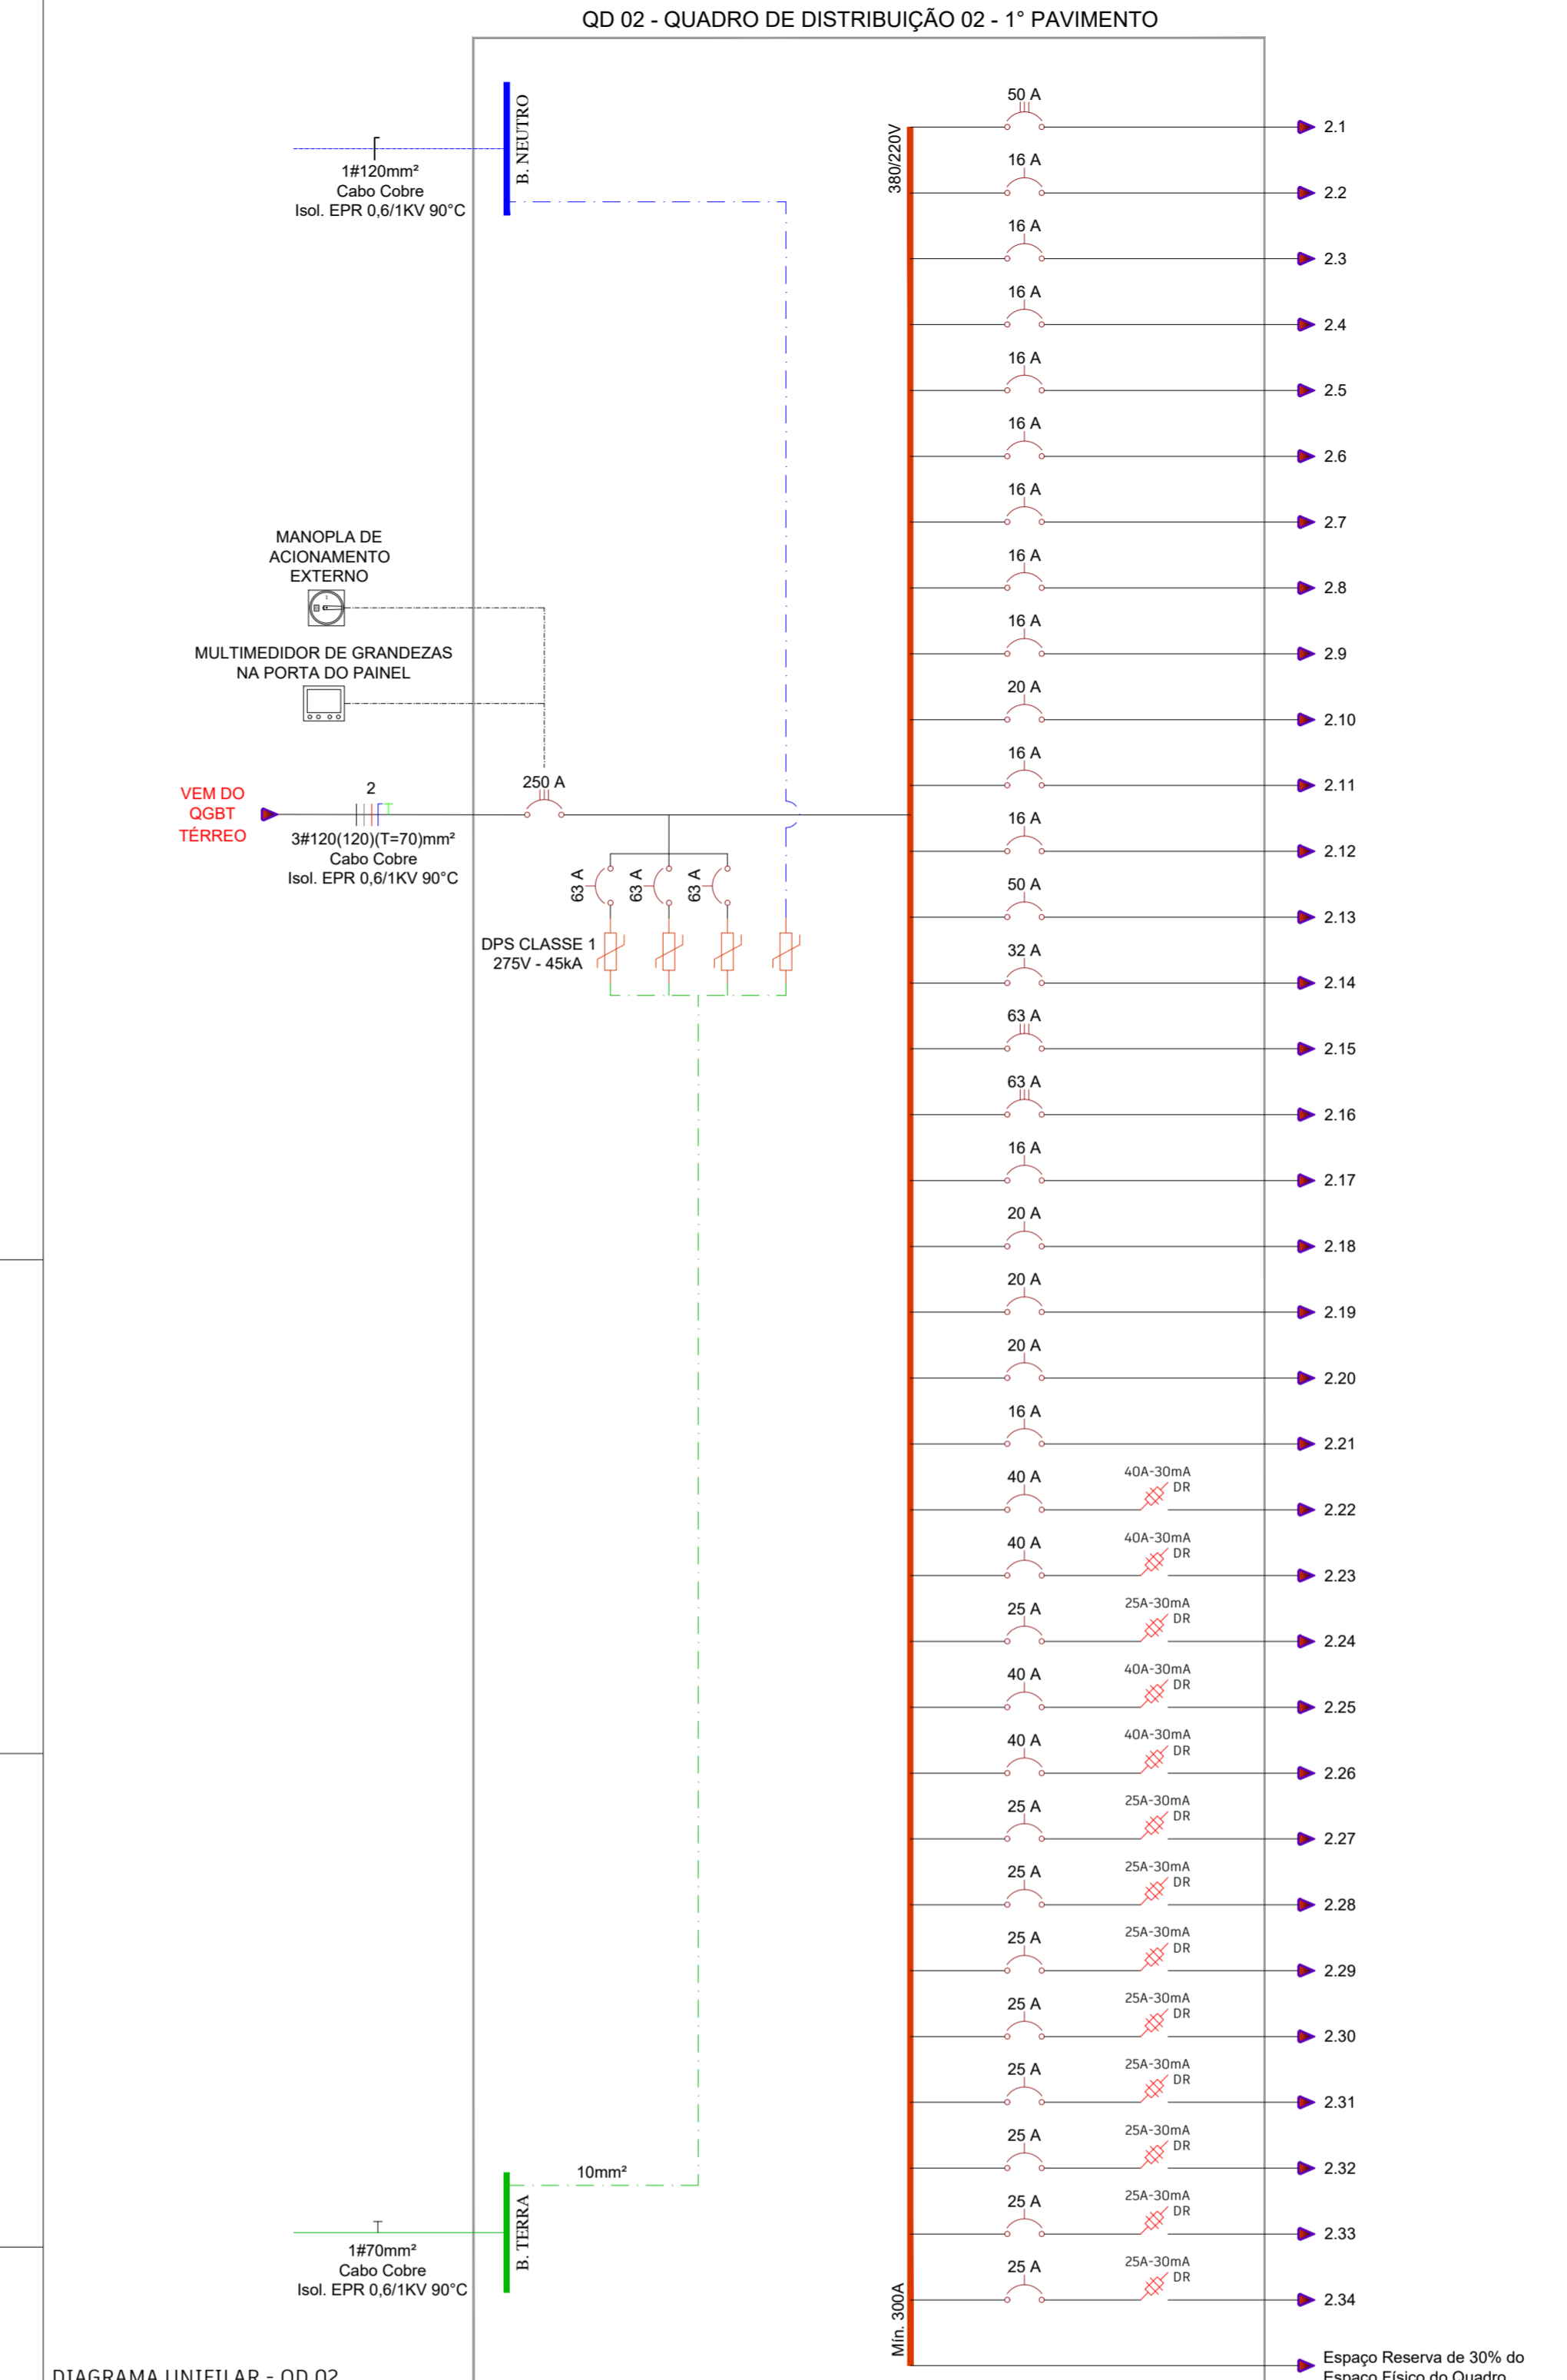 QD 02 - QUADRO DE DISTRIBUIÇÃO 02 - 1° PAVIMENTO
B. NEUTRO
1#120mm²
Cabo Cobre
Isol. EPR 0,6/1KV 90°C
MANOPLA DE
ACIONAMENTO
EXTERNO
MULTIMEDIDOR DE GRANDEZAS
NA PORTA DO PAINEL
VEM DO
QGBT
TÉRREO
2
3#120(120)(T=70)mm²
Cabo Cobre
Isol. EPR 0,6/1KV 90°C
250 A
63 A
63 A
63 A
DPS CLASSE 1
275V - 45kA
10mm²
B. TERRA
1#70mm²
Cabo Cobre
Isol. EPR 0,6/1KV 90°C
380/220V
Mín. 300A
50 A
2.1
16 A
2.2
16 A
2.3
16 A
2.4
16 A
2.5
16 A
2.6
16 A
2.7
16 A
2.8
16 A
2.9
20 A
2.10
16 A
2.11
16 A
2.12
50 A
2.13
32 A
2.14
63 A
2.15
63 A
2.16
16 A
2.17
20 A
2.18
20 A
2.19
20 A
2.20
16 A
2.21
40 A
40A-30mA
DR
2.22
40 A
40A-30mA
DR
2.23
25 A
25A-30mA
DR
2.24
40 A
40A-30mA
DR
2.25
40 A
40A-30mA
DR
2.26
25 A
25A-30mA
DR
2.27
25 A
25A-30mA
DR
2.28
25 A
25A-30mA
DR
2.29
25 A
25A-30mA
DR
2.30
25 A
25A-30mA
DR
2.31
25 A
25A-30mA
DR
2.32
25 A
25A-30mA
DR
2.33
25 A
25A-30mA
DR
2.34
Espaço Reserva de 30% do
Espaço Físico do Quadro
DIAGRAMA UNIFILAR - QD 02